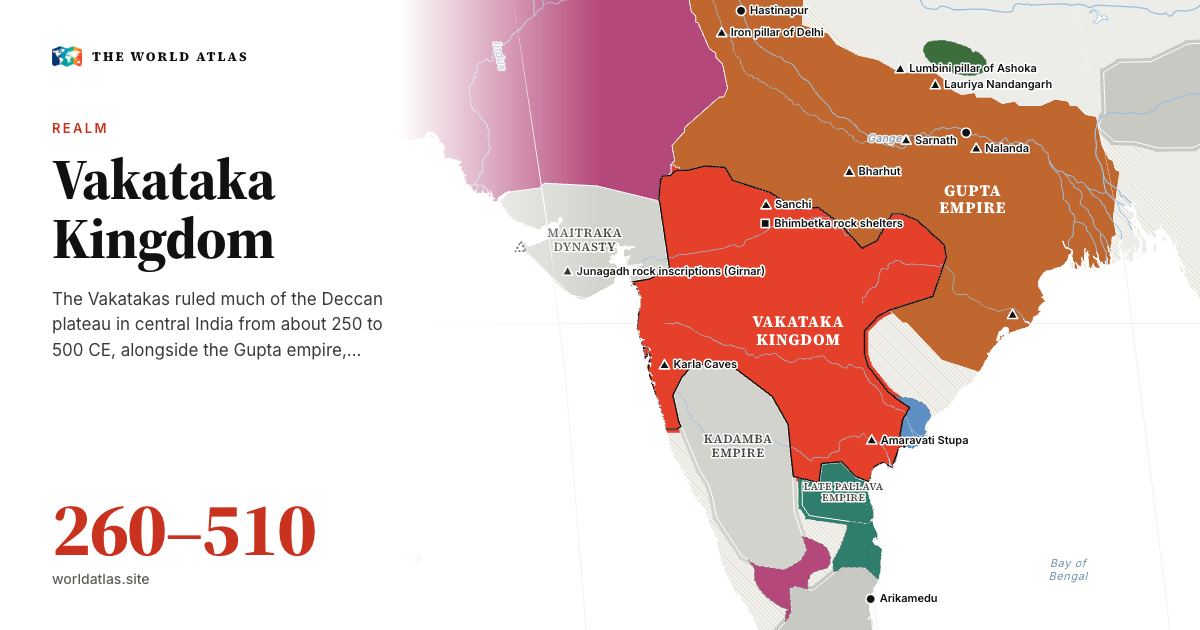 THE WORLD ATLAS
REALM
Vakataka
Kingdom
The Vakatakas ruled much of the Deccan
plateau in central India from about 250 to
500 CE, alongside the Gupta empire,...
260–510
worldatlas.site
Hastinapur
Iron pillar of Delhi
Indus
Lumbini pillar of Ashoka
Lauriya Nandangarh
Gange
Sarnath
Nalanda
Bharhut
GUPTA
EMPIRE
Sanchi
Bhimbetka rock shelters
MAITRAKA
DYNASTY
Junagadh rock inscriptions (Girnar)
VAKATAKA
KINGDOM
Karla Caves
KADAMBA
EMPIRE
Amaravati Stupa
LATE PALLAVA
EMPIRE
Bay of
Bengal
Arikamedu